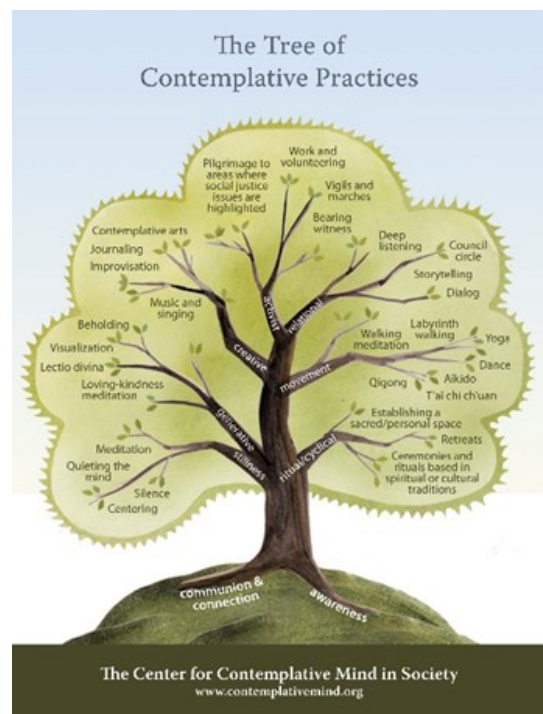 The Tree of
Contemplative Practices
Work and
volunteering
Pilgrimage to
areas where
social justice
issues are
highlighted
Vigils and
marches
Bearing
witness
Contemplative arts
Journaling
Improvisation
Music and
singing
Deep
listening
Council
circle
Storytelling
Dialog
activist
relational
creative
Beholding
Visualization
Lectio divina
Loving-kindness
meditation
Walking
meditation
Labyrinth
walking
Yoga
Dance
Aikido
Qigong
T'ai chi ch'uan
movement
generative
Establishing a
sacred/personal space
Retreats
Ceremonies and
rituals based in
spiritual or cultural
traditions
ritual/cyclical
stillness
Meditation
Quieting the
mind
Silence
Centering
communion &
connection
awareness
The Center for Contemplative Mind in Society
www.contemplativemind.org